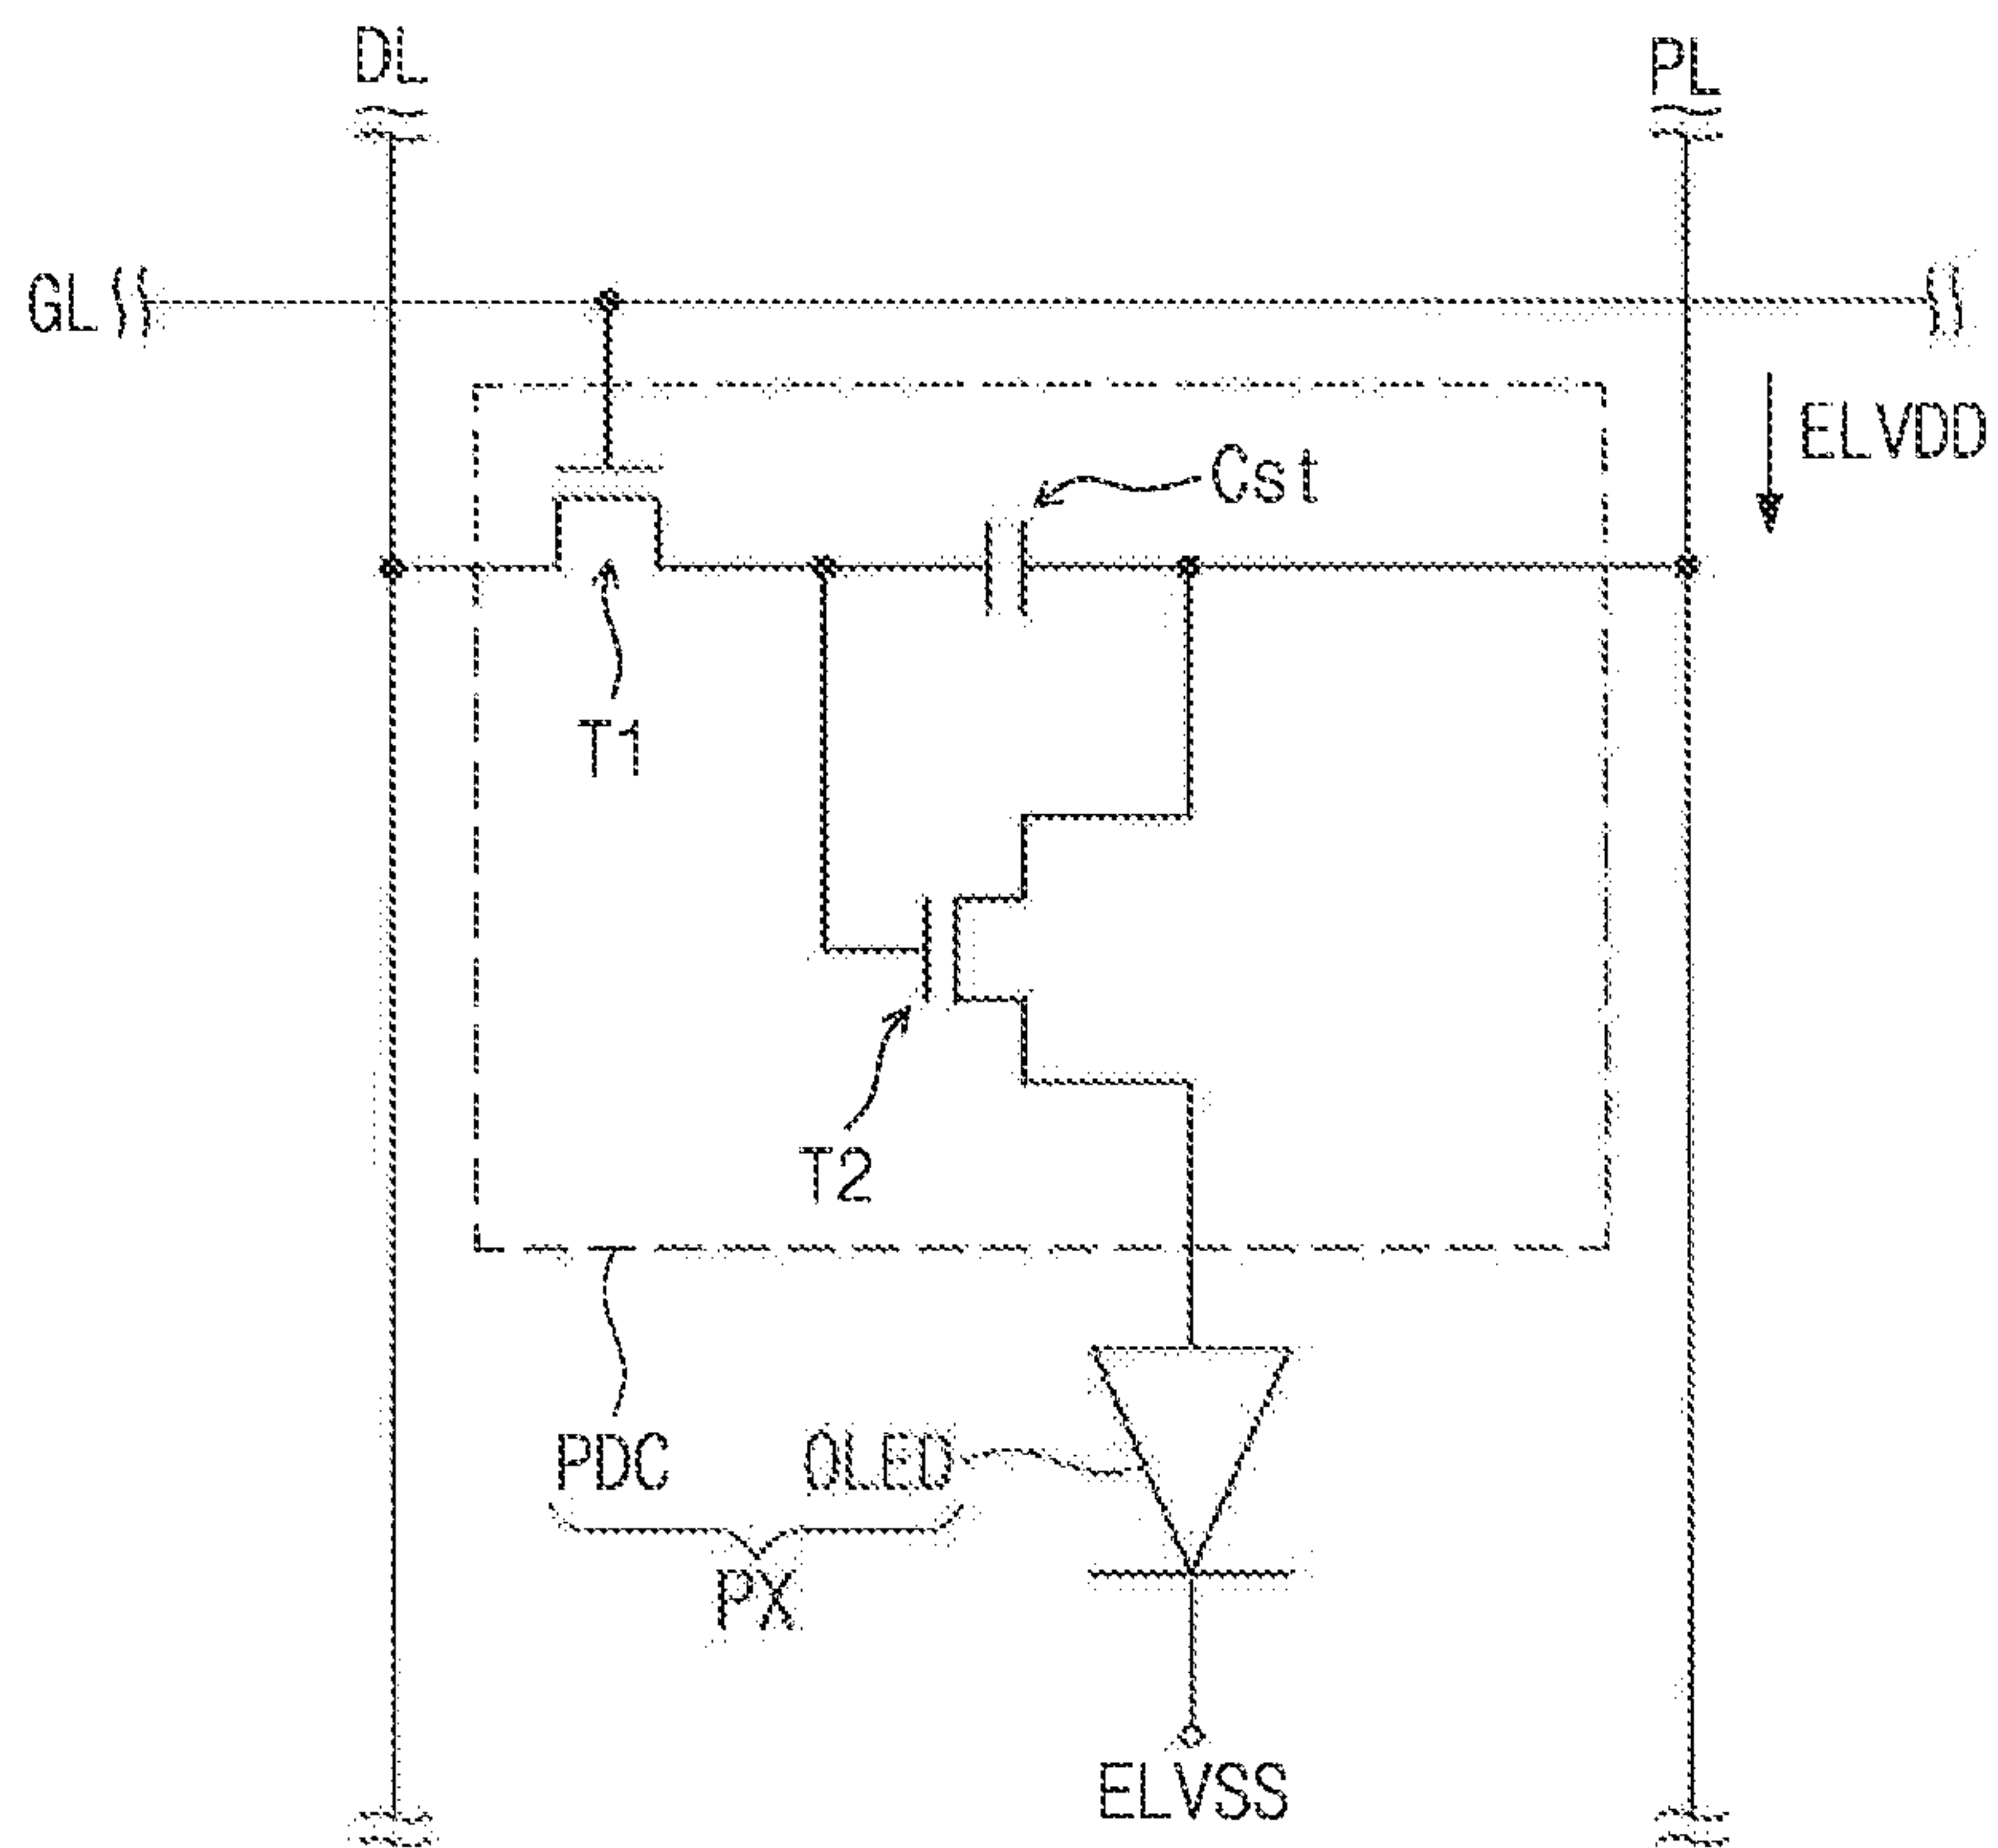 DL
PL
GL
ELVDD
Cst
T1
T2
PDC
OLED
PX
ELVSS